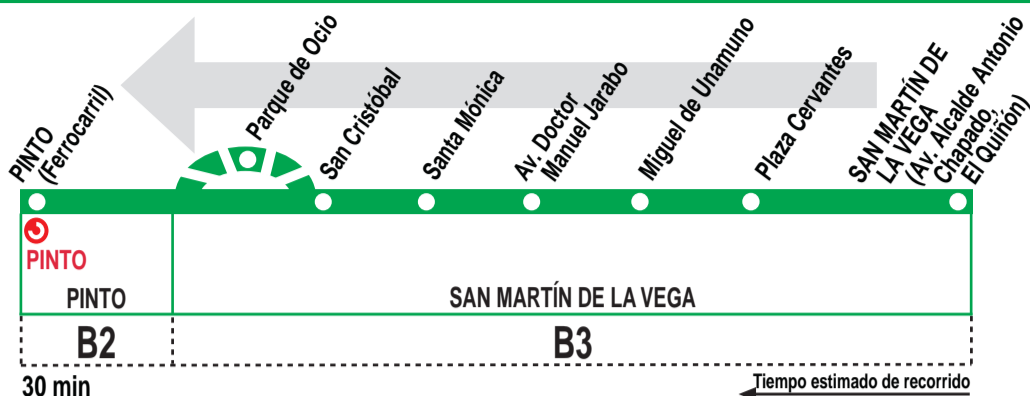 PINTO
(Ferrocarril)
Parque de Ocio
San Cristóbal
Santa Mónica
Av. Doctor
Manuel Jarabo
Miguel de Unamuno
Plaza Cervantes
SAN MARTÍN DE
LA VEGA
(Av. Alcalde Antonio
Chapado,
El Quiñón)
PINTO
PINTO
SAN MARTÍN DE LA VEGA
B2
B3
30 min
Tiempo estimado de recorrido